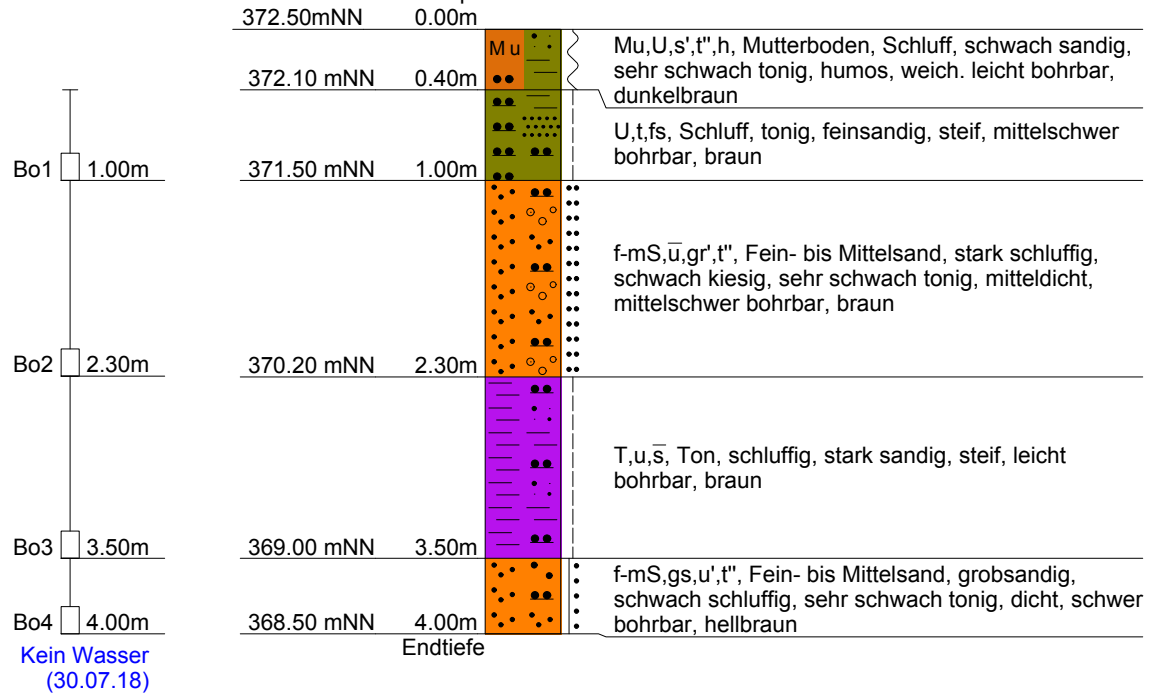 372.50mNN 0.00m
Mu
Mu,U,s',t'',h, Mutterboden, Schluff, schwach sandig,
sehr schwach tonig, humos, weich. leicht bohrbar,
dunkelbraun
372.10 mNN 0.40m
U,t,fs, Schluff, tonig, feinsandig, steif, mittelschwer
bohrbar, braun
Bo1 1.00m 371.50 mNN 1.00m
f-mS,u̅,gr',t'', Fein- bis Mittelsand, stark schluffig,
schwach kiesig, sehr schwach tonig, mitteldicht,
mittelschwer bohrbar, braun
Bo2 2.30m 370.20 mNN 2.30m
T,u,s̅, Ton, schluffig, stark sandig, steif, leicht
bohrbar, braun
Bo3 3.50m 369.00 mNN 3.50m
f-mS,gs,u',t'', Fein- bis Mittelsand, grobsandig,
schwach schluffig, sehr schwach tonig, dicht, schwer
bohrbar, hellbraun
Bo4 4.00m 368.50 mNN 4.00m
Endtiefe
Kein Wasser
(30.07.18)